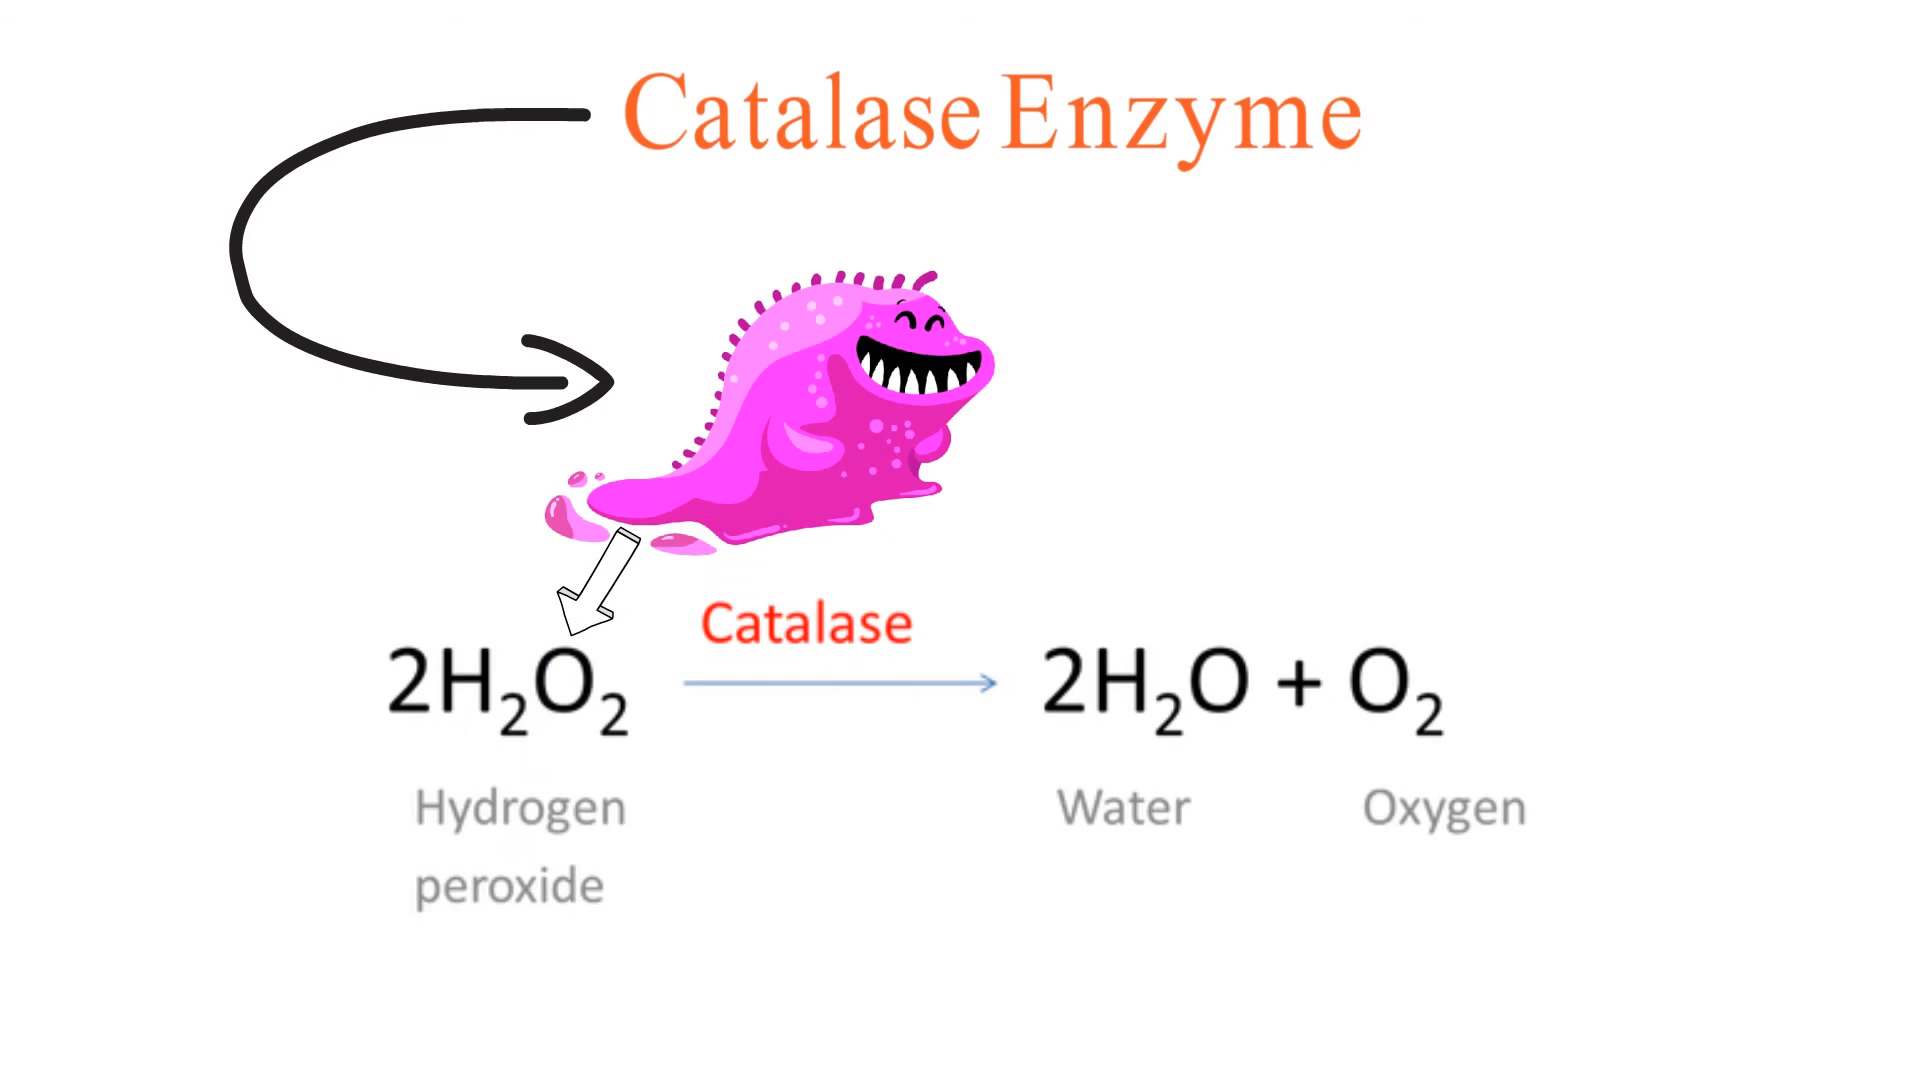 Catalase Enzyme
Catalase
2H₂O₂ → 2H₂O + O₂
Hydrogen peroxide
Water
Oxygen